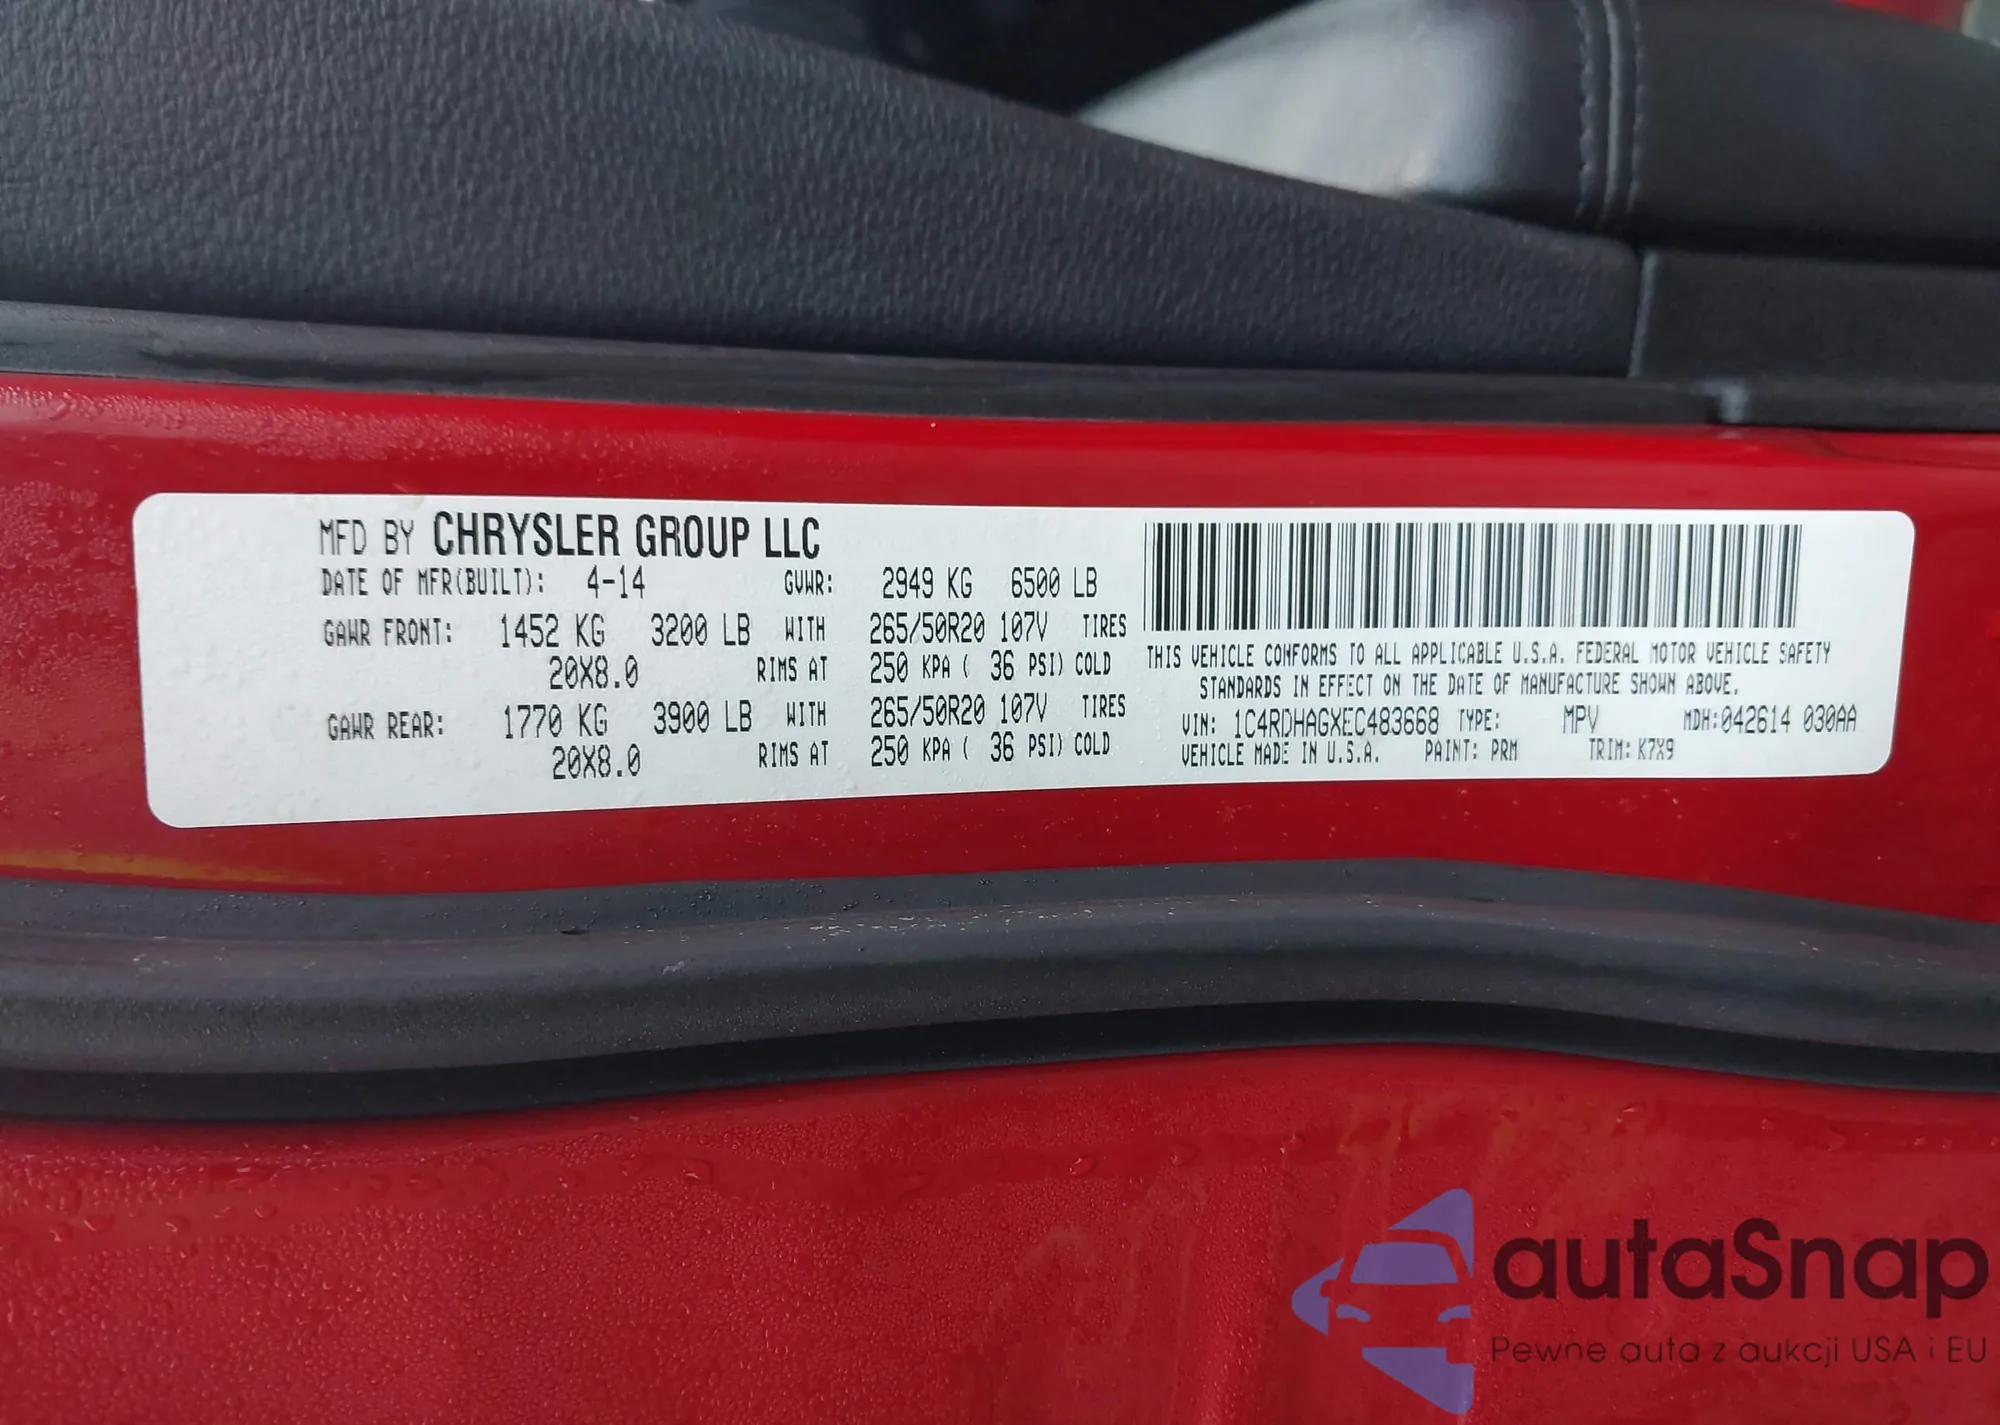 MFD BY CHRYSLER GROUP LLC
DATE OF MFR(BUILT): 4-14 GVWR: 2949 KG 6500 LB
GAWR FRONT: 1452 KG 3200 LB WITH 265/50R20 107V TIRES
20X8.0 RIMS AT 250 KPA ( 36 PSI) COLD
GAWR REAR: 1770 KG 3900 LB WITH 265/50R20 107V TIRES
20X8.0 RIMS AT 250 KPA ( 36 PSI) COLD
THIS VEHICLE CONFORMS TO ALL APPLICABLE U.S.A. FEDERAL MOTOR VEHICLE SAFETY
STANDARDS IN EFFECT ON THE DATE OF MANUFACTURE SHOWN ABOVE.
VIN: 1C4RDHAGXEC483668 TYPE: MPV MDH:042614 030AA
VEHICLE MADE IN U.S.A. PAINT: PRM TRIM: K7X9
autaSnap
Pewne auta z aukcji USA i EU